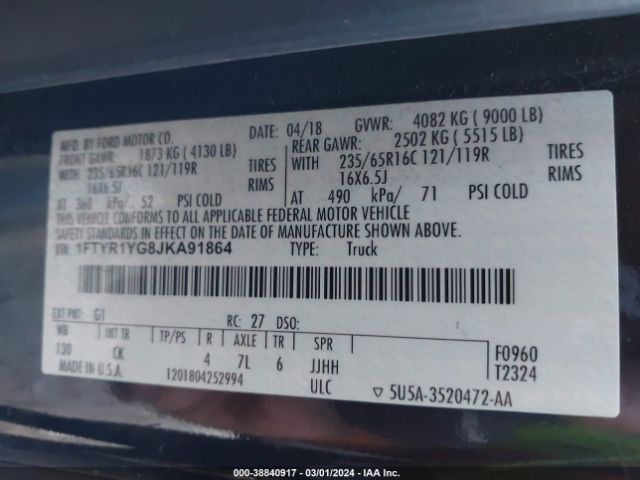 MFD. BY FORD MOTOR CO.
DATE: 04/18 GVWR: 4082 KG ( 9000 LB)
FRONT GAWR: 1873 KG ( 4130 LB) REAR GAWR: 2502 KG ( 5515 LB)
WITH 235/65R16C 121/119R TIRES WITH 235/65R16C 121/119R TIRES
16X6.5J RIMS 16X6.5J RIMS
AT 360 kPa/ 52 PSI COLD AT 490 kPa/ 71 PSI COLD
THIS VEHICLE CONFORMS TO ALL APPLICABLE FEDERAL MOTOR VEHICLE
SAFETY STANDARDS IN EFFECT ON THE DATE OF MANUFACTURE SHOWN ABOVE.
VIN: 1FTYR1YG8JKA91864 TYPE: Truck
EXT PNT: G1 RC: 27 DSO:
WB INT TR TP/PS R AXLE TR SPR
130 CK 4 7L 6 JJHH F0960
MADE IN U.S.A. 1201804252994 ULC T2324
▽ 5U5A-3520472-AA
000-38840917 - 03/01/2024 - IAA Inc.